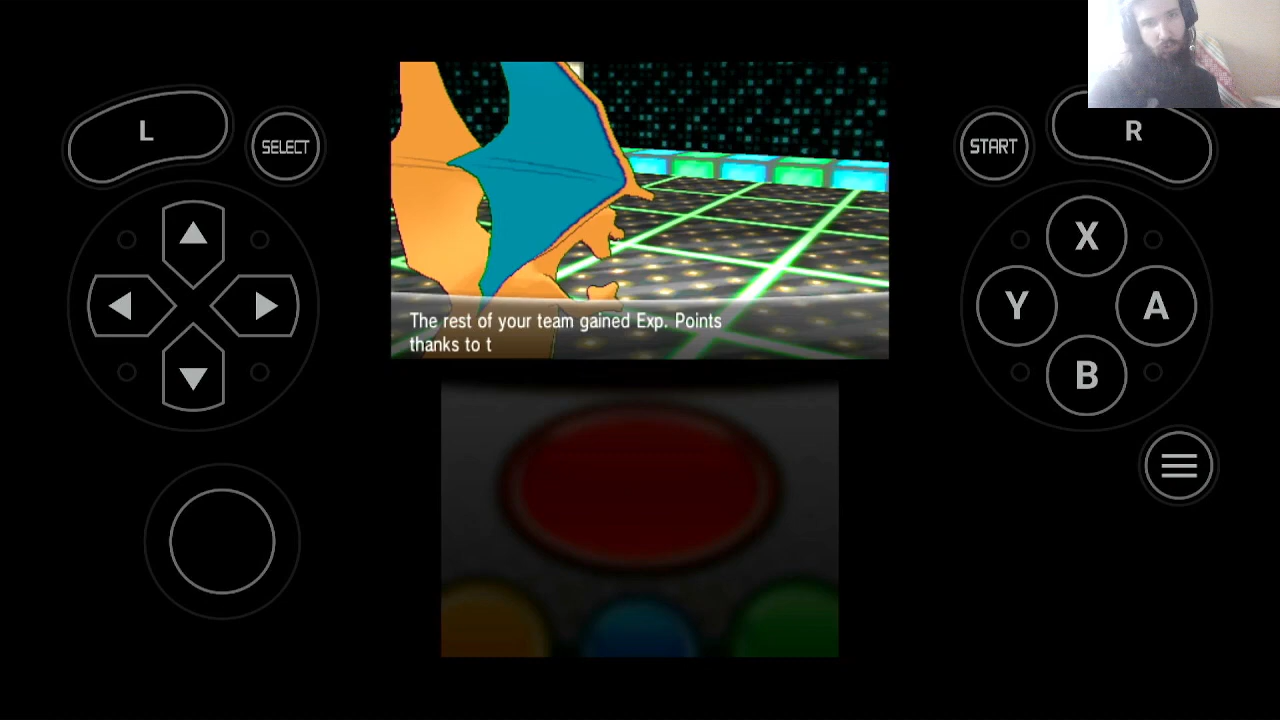 L
SELECT
START
R
X
Y
A
B
The rest of your team gained Exp. Points
thanks to t